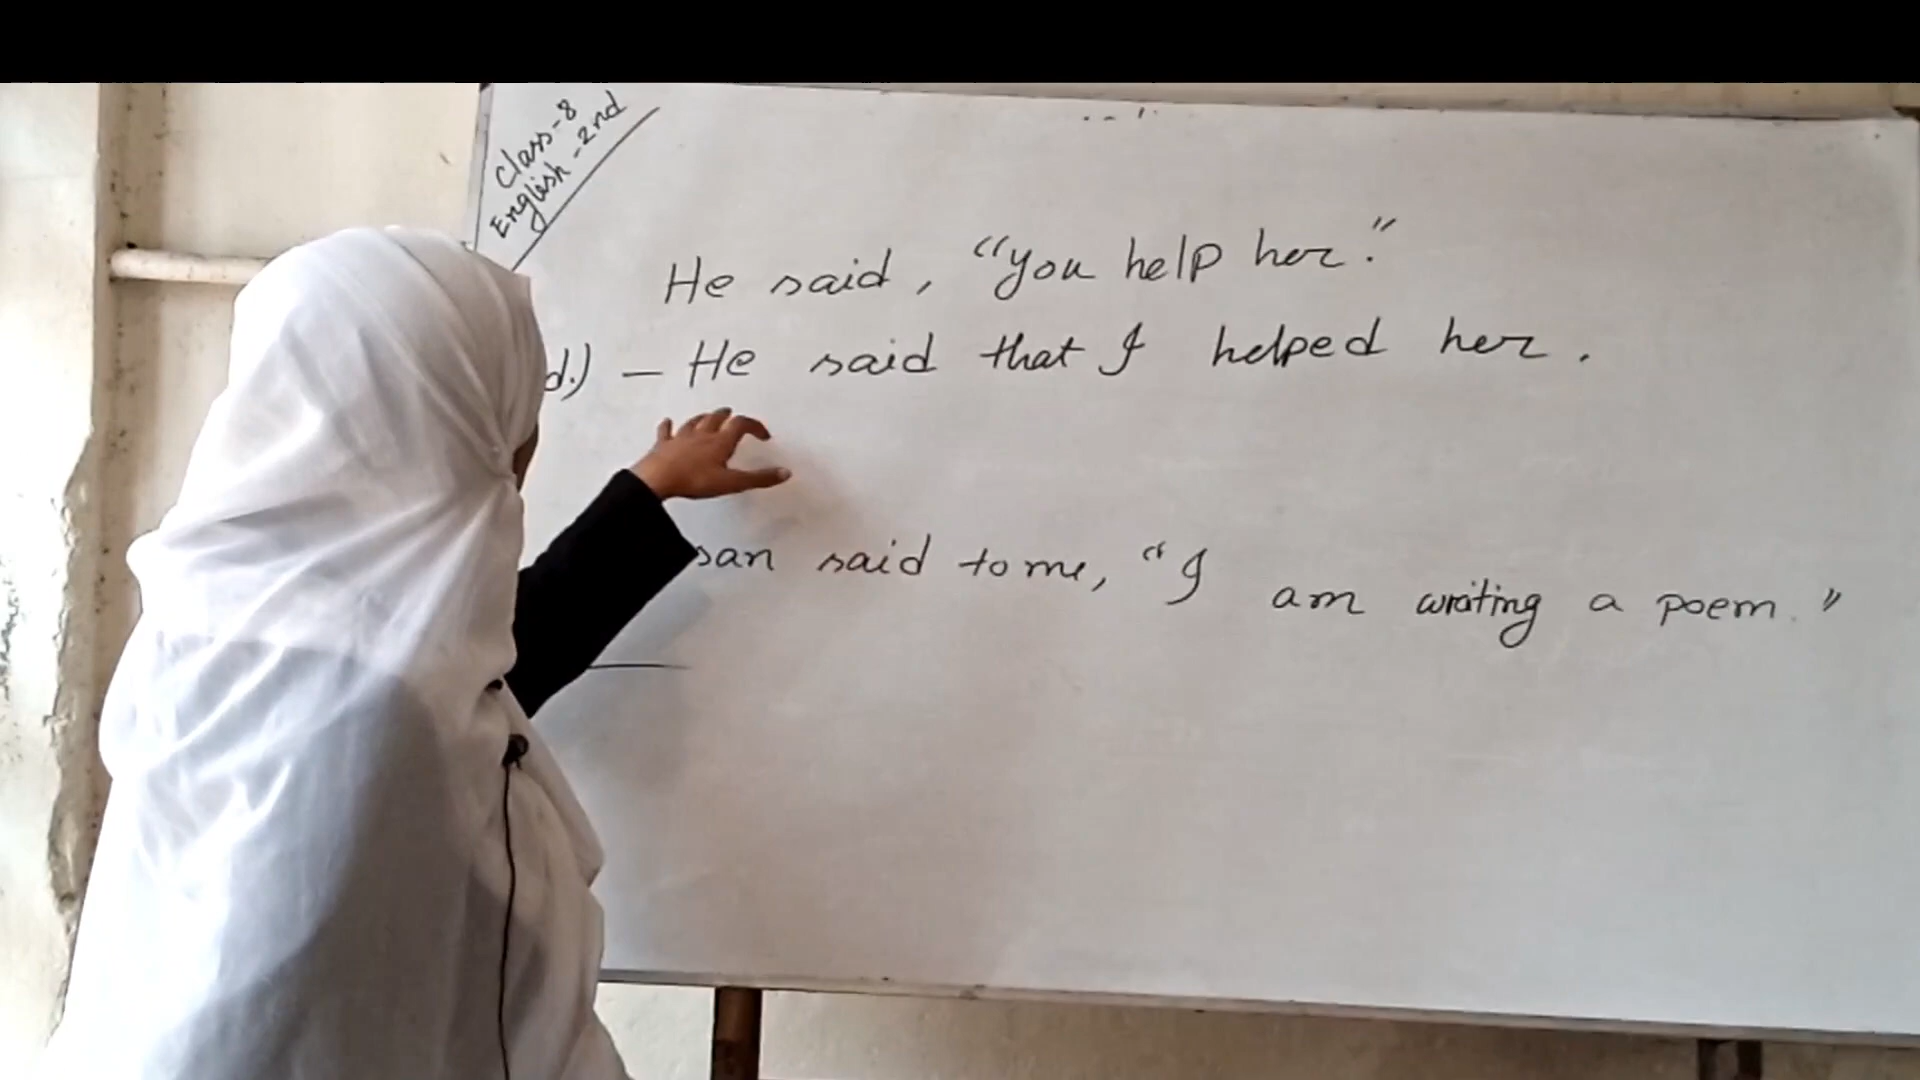 Class-8
English-2nd
He said, "you help her."
d.) — He said that I helped her.
san said to me, "I am writing a poem."